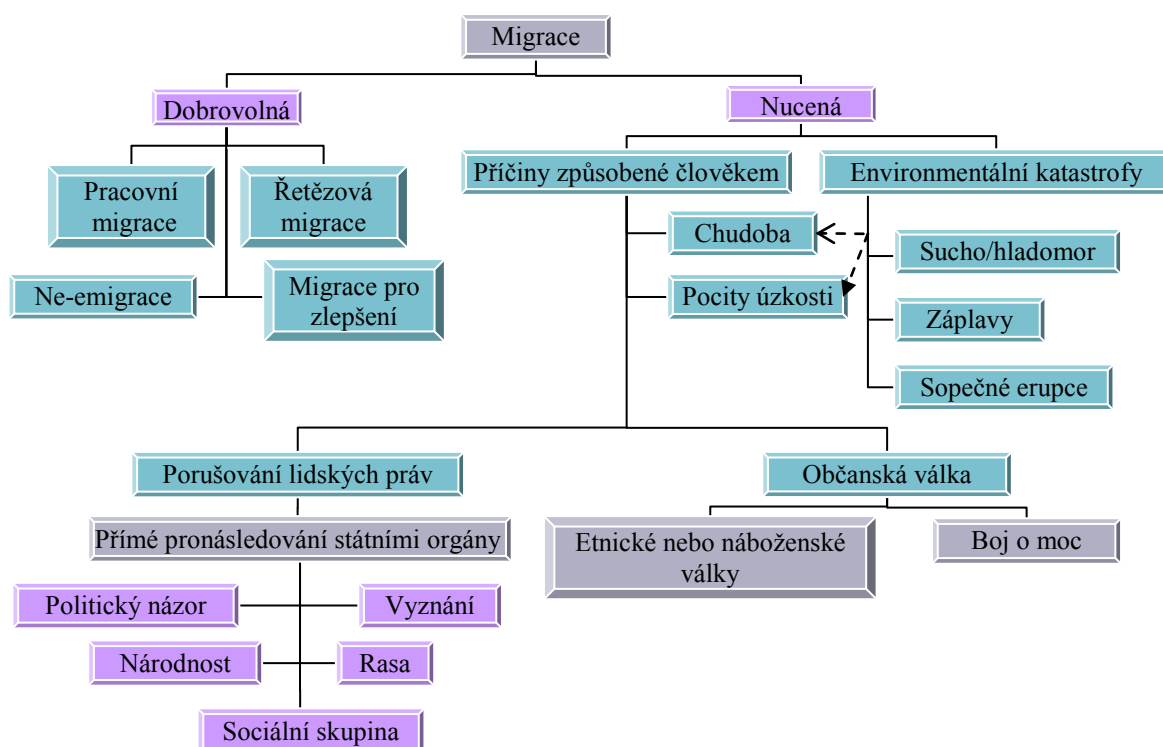 Migrace
Dobrovolná
Nucená
Pracovní
migrace
Řetězová
migrace
Ne-emigrace
Migrace pro
zlepšení
Příčiny způsobené člověkem
Environmentální katastrofy
Chudoba
Pocity úzkosti
Sucho/hladomor
Záplavy
Sopečné erupce
Porušování lidských práv
Občanská válka
Přímé pronásledování státními orgány
Etnické nebo náboženské
války
Boj o moc
Politický názor
Vyznání
Národnost
Rasa
Sociální skupina